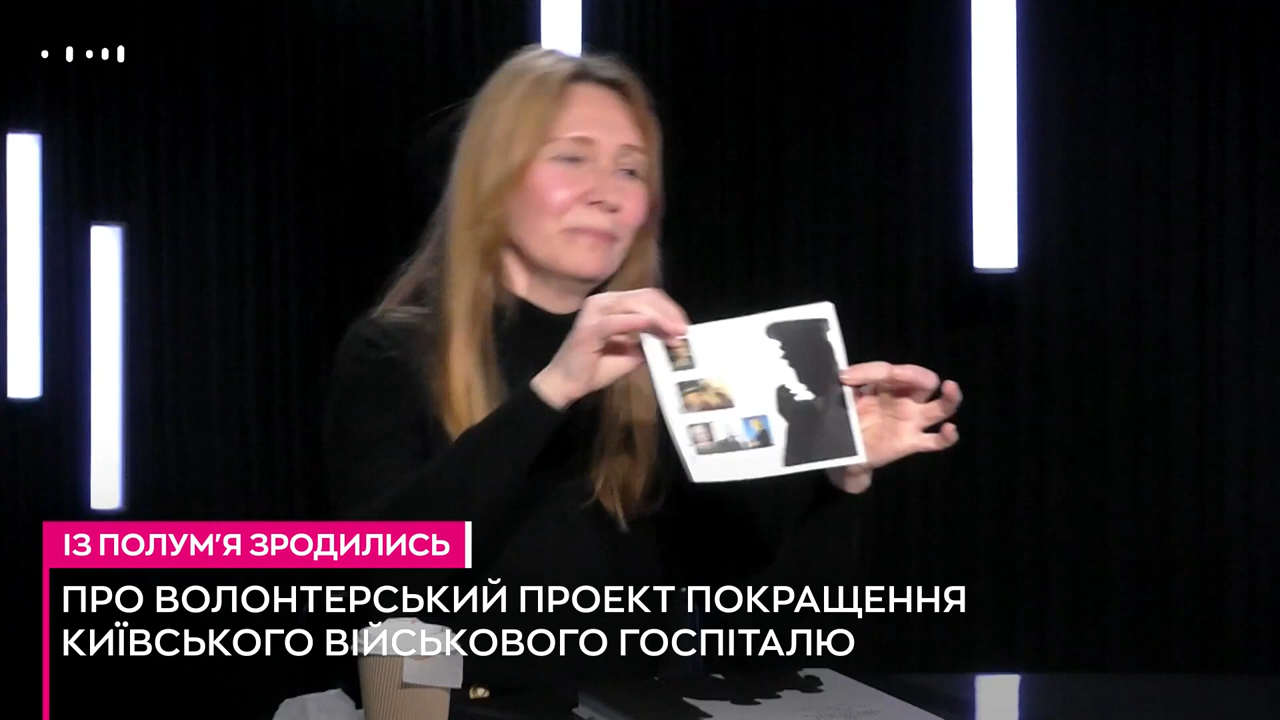 ІЗ ПОЛУМ'Я ЗРОДИЛИСЬ
ПРО ВОЛОНТЕРСЬКИЙ ПРОЕКТ ПОКРАЩЕННЯ
КИЇВСЬКОГО ВІЙСЬКОВОГО ГОСПІТАЛЮ